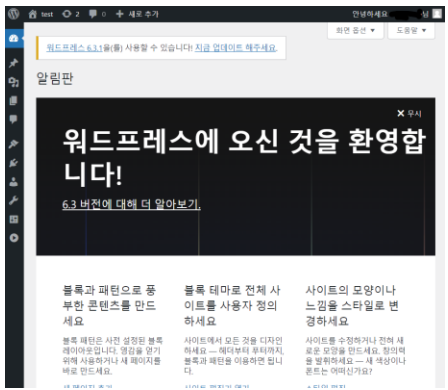 test 2 0 새로 추가 안녕하세요 님
화면 옵션 ▼ 도움말 ▼
워드프레스 6.3.1을(를) 사용할 수 있습니다! 지금 업데이트 해주세요.
알림판
무시
워드프레스에 오신 것을 환영합
니다!
6.3 버전에 대해 더 알아보기.
블록과 패턴으로 풍
부한 콘텐츠를 만드
세요
블록 패턴은 사전 설정된 블록
레이아웃입니다. 영감을 얻기
위해 사용하거나 새 페이지를
바로 만드세요.
블록 테마로 전체 사
이트를 사용자 정의
하세요
사이트에서 모든 것을 디자인
하세요 — 헤더부터 푸터까지,
블록과 패턴을 이용하면 됩니
다.
사이트의 모양이나
느낌을 스타일로 변
경하세요
사이트를 수정하거나 전혀 새
로운 모양을 만드세요. 창의력
을 발휘하세요 — 새 색상이나
폰트는 어떠신가요?